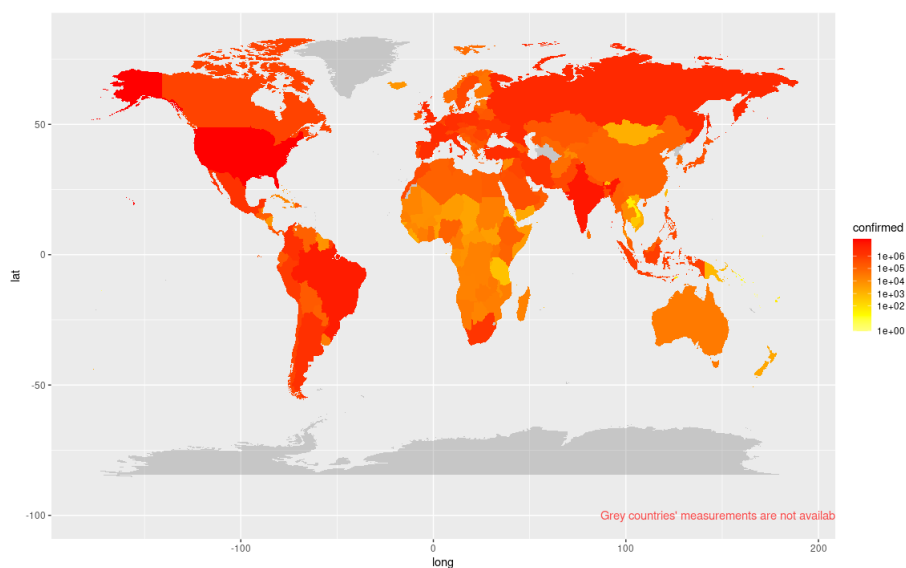 50
0
-50
-100
lat
-100
0
100
200
long
confirmed
1e+06
1e+05
1e+04
1e+03
1e+02
1e+00
Grey countries' measurements are not availab